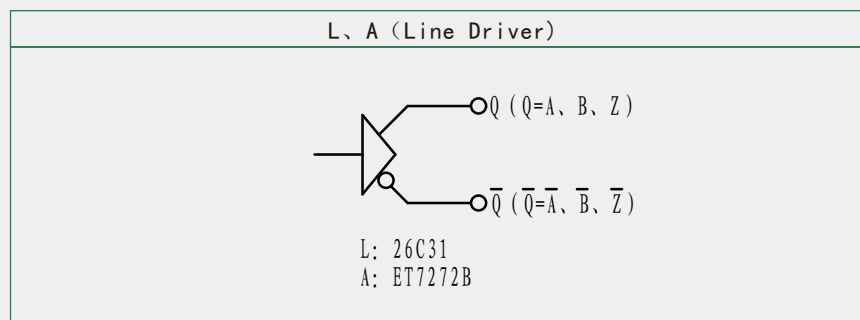 L、A（Line Driver)
Q (Q=A、B、Z)
Q̅ (Q̅=A̅、B̅、Z̅)
L: 26C31
A: ET7272B